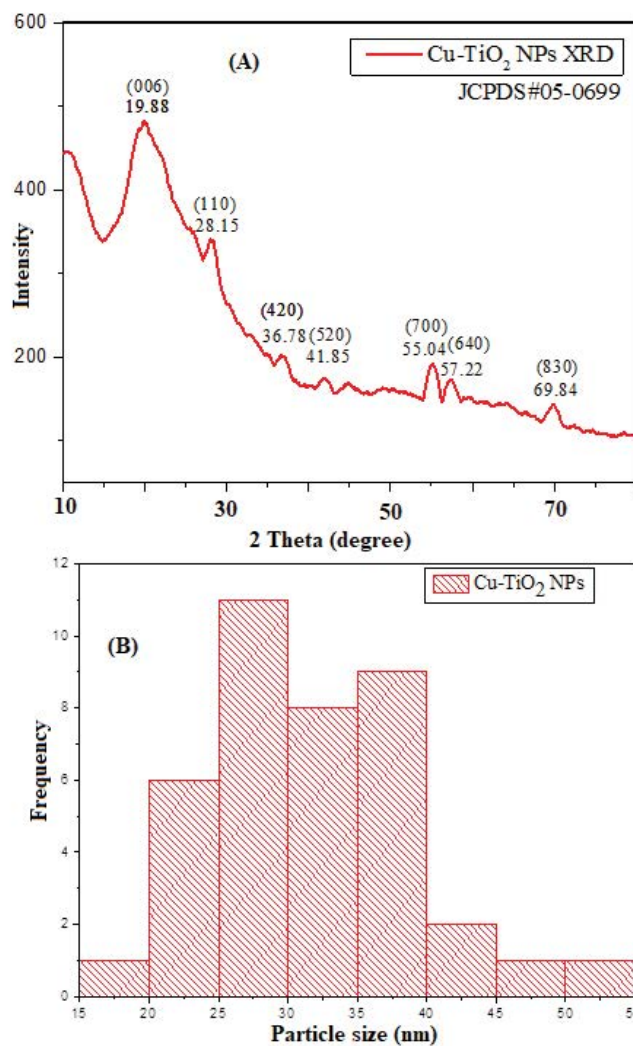 600
(A)
Cu-TiO₂ NPs XRD
JCPDS#05-0699
(006)
19.88
400
(110)
28.15
Intensity
(420)
36.78
(520)
41.85
(700)
55.04
(640)
57.22
(830)
69.84
200
10 30 50 70
2 Theta (degree)
12
Cu-TiO₂ NPs
10
(B)
8
Frequency
6
4
2
0
15 20 25 30 35 40 45 50
Particle size (nm)